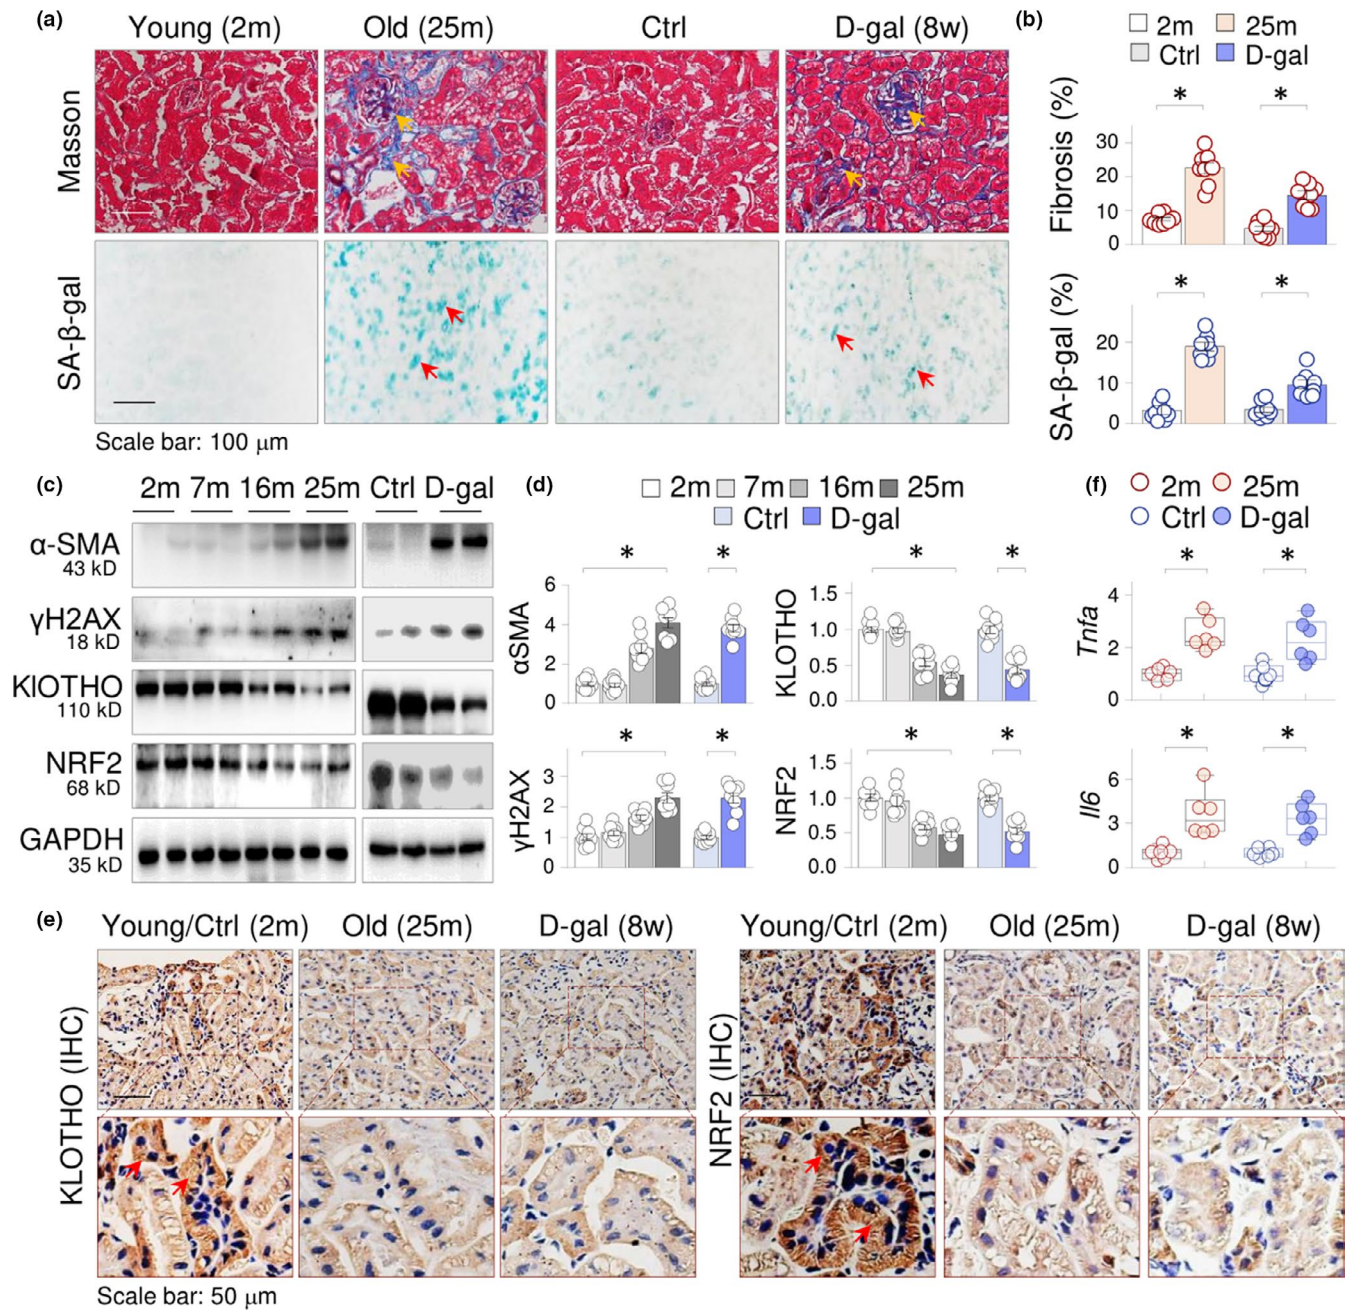 (a)
Young (2m) Old (25m) Ctrl D-gal (8w)
Masson
SA-β-gal
Scale bar: 100 μm
(b)
2m 25m
Ctrl D-gal
Fibrosis (%)
* *
30
20
10
0
SA-β-gal (%)
* *
20
10
0
(c)
2m 7m 16m 25m Ctrl D-gal
α-SMA
43 kD
γH2AX
18 kD
KlOTHO
110 kD
NRF2
68 kD
GAPDH
35 kD
(d)
2m 7m 16m 25m
Ctrl D-gal
αSMA
* *
6
4
2
0
KLOTHO
* *
1.5
1.0
0.5
0.0
γH2AX
* *
3
2
1
0
NRF2
* *
1.5
1.0
0.5
0.0
(f)
2m 25m
Ctrl D-gal
Tnfa
* *
4
2
0
Il6
* *
6
3
0
(e)
Young/Ctrl (2m) Old (25m) D-gal (8w)
KLOTHO (IHC)
Young/Ctrl (2m) Old (25m) D-gal (8w)
NRF2 (IHC)
Scale bar: 50 μm